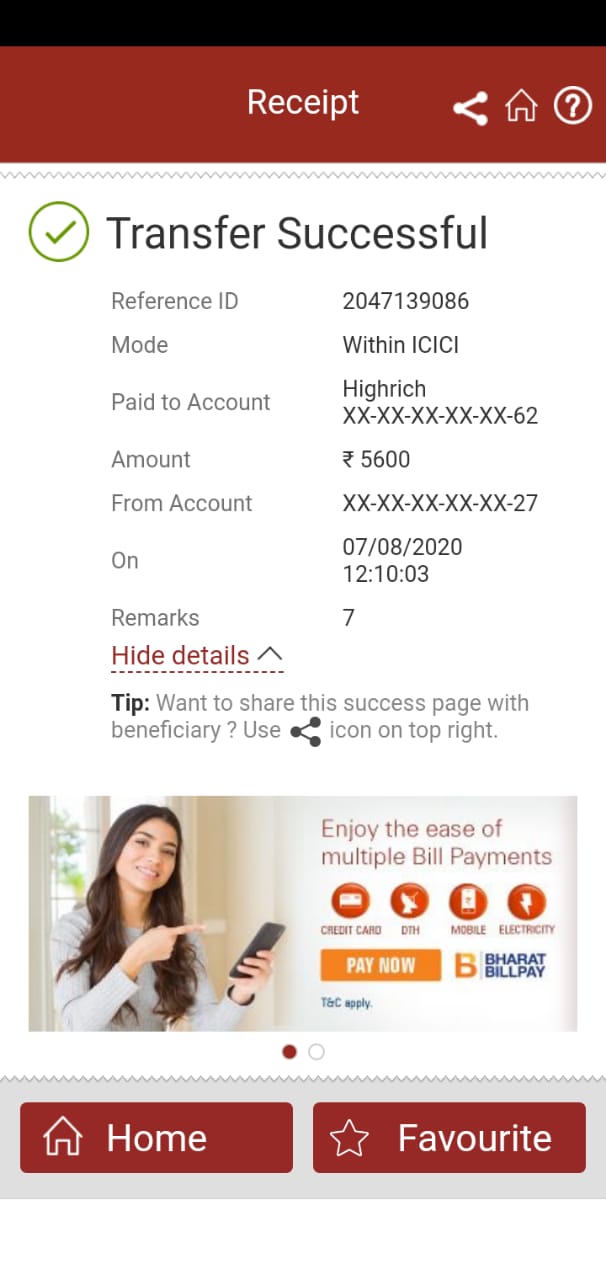 Receipt
Transfer Successful
Reference ID 2047139086
Mode Within ICICI
Paid to Account Highrich
XX-XX-XX-XX-XX-62
Amount ₹ 5600
From Account XX-XX-XX-XX-XX-27
On 07/08/2020
12:10:03
Remarks 7
Hide details
Tip: Want to share this success page with
beneficiary ? Use icon on top right.
Enjoy the ease of
multiple Bill Payments
CREDIT CARD DTH MOBILE ELECTRICITY
PAY NOW B BHARAT
BILLPAY
T&C apply.
Home Favourite